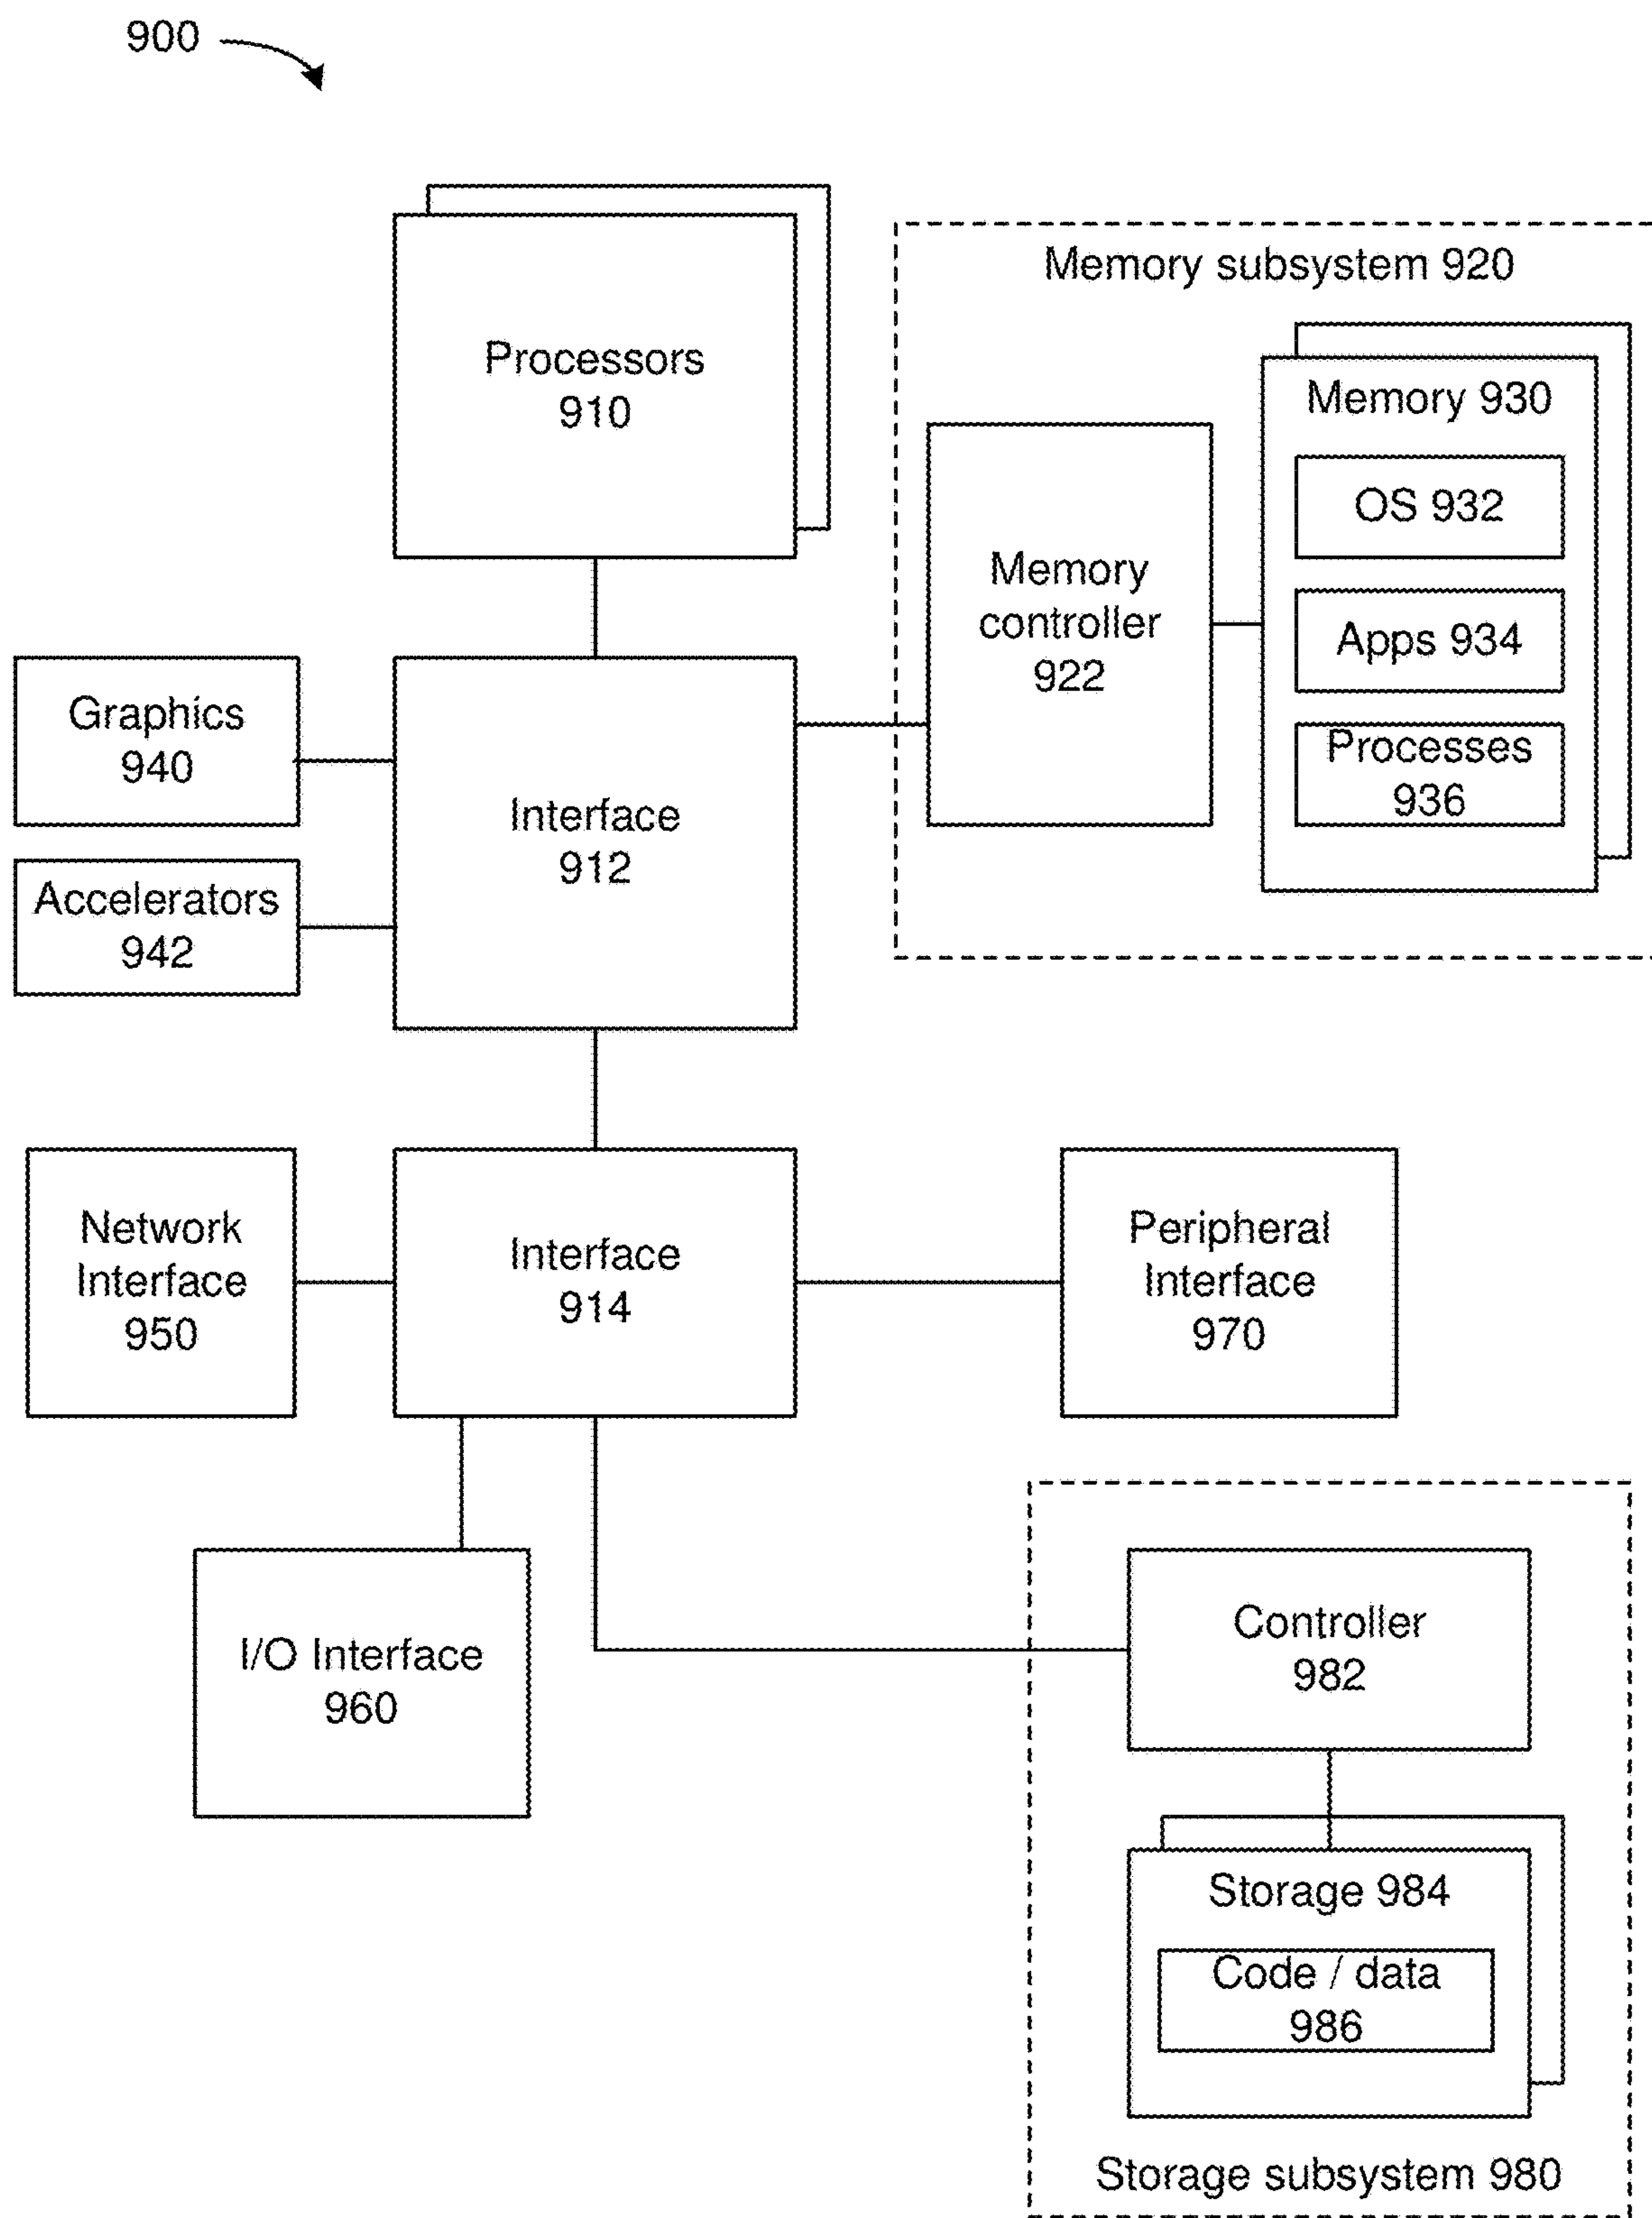 900
Processors
910
Memory subsystem 920
Memory 930
OS 932
Apps 934
Processes
936
Memory
controller
922
Graphics
940
Accelerators
942
Interface
912
Network
Interface
950
Interface
914
Peripheral
Interface
970
I/O Interface
960
Controller
982
Storage 984
Code / data
986
Storage subsystem 980